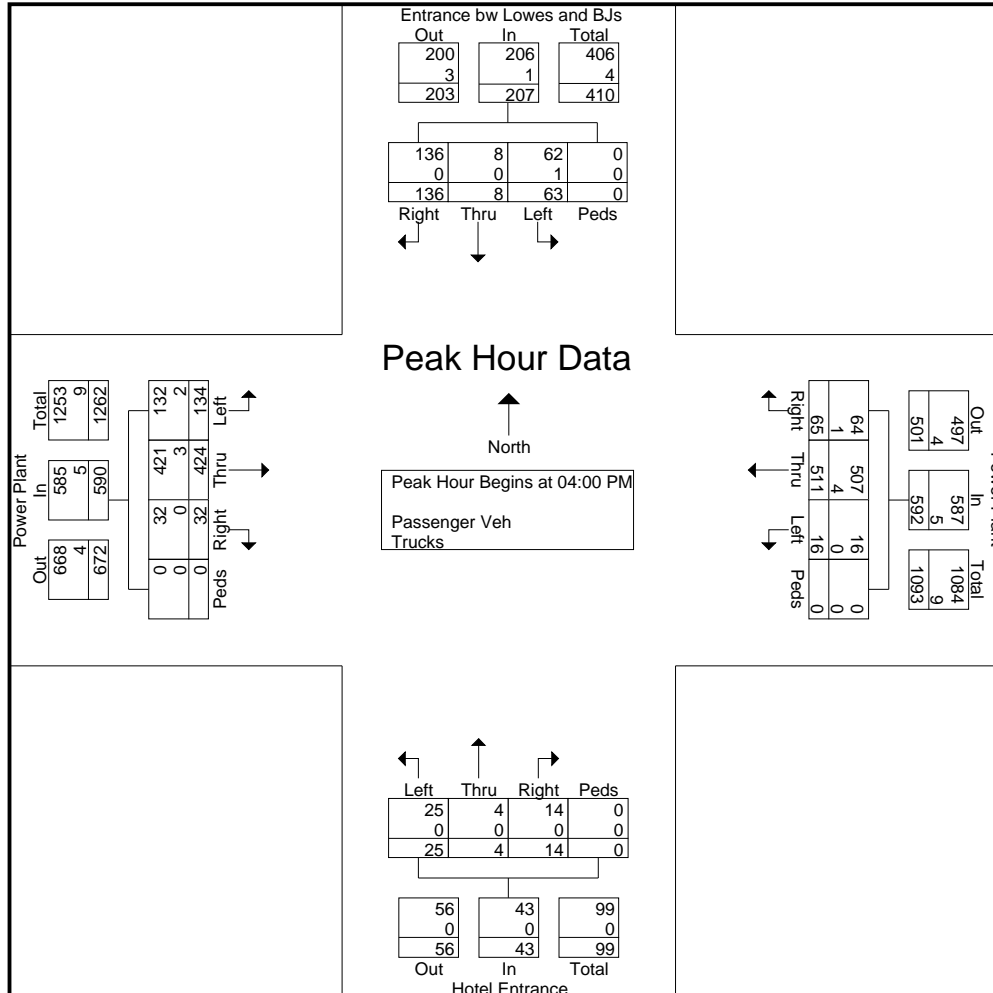 Entrance bw Lowes and BJs
Out In Total
200 206 406
3 1 4
203 207 410
136 8 62 0
0 0 1 0
136 8 63 0
Right Thru Left Peds
Peak Hour Data
North
Peak Hour Begins at 04:00 PM
Passenger Veh
Trucks
Power Plant
Out In Total
668 585 1253
4 5 9
672 590 1262
132 2 134 Left
421 3 424 Thru
32 0 32 Right
0 0 0 Peds
Out In Total
497 587 1084
4 5 9
501 592 1093
Right 65 1 64
Thru 511 4 507
Left 16 0 16
Peds 0 0 0
Left Thru Right Peds
25 4 14 0
0 0 0 0
25 4 14 0
56 43 99
0 0 0
56 43 99
Out In Total
Hotel Entrance